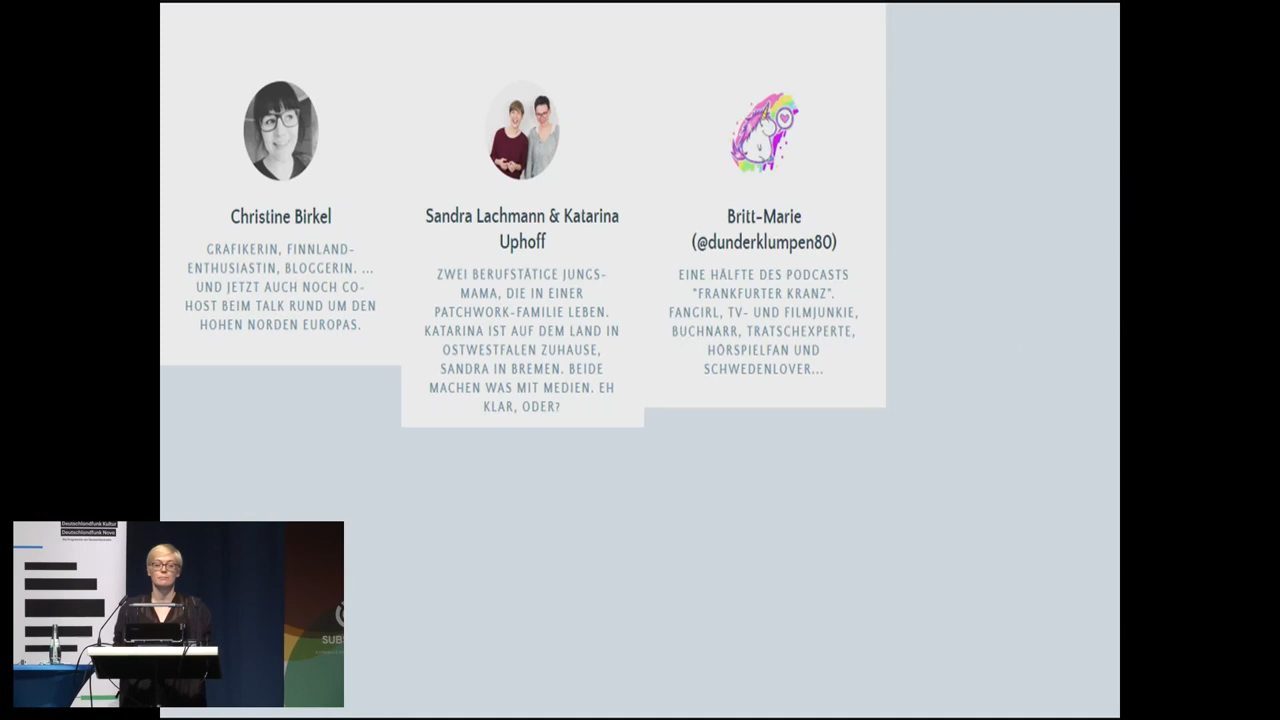 Christine Birkel
GRAFIKERIN, FINNLAND-
ENTHUSIASTIN, BLOGGERIN. ...
UND JETZT AUCH NOCH CO-
HOST BEIM TALK RUND UM DEN
HOHEN NORDEN EUROPAS.
Sandra Lachmann & Katarina
Uphoff
ZWEI BERUFSTÄTIGE JUNGS-
MAMA, DIE IN EINER
PATCHWORK-FAMILIE LEBEN.
KATARINA IST AUF DEM LAND IN
OSTWESTFALEN ZUHAUSE,
SANDRA IN BREMEN. BEIDE
MACHEN WAS MIT MEDIEN. EH
KLAR, ODER?
Britt-Marie
(@dunderklumpen80)
EINE HÄLFTE DES PODCASTS
"FRANKFURTER KRANZ".
FANGIRL, TV- UND FILMJUNKIE,
BUCHNARR, TRATSCHEXPERTE,
HÖRSPIELFAN UND
SCHWEDENLOVER...
Deutschlandfunk Kultur
Deutschlandfunk Nova
SUBS